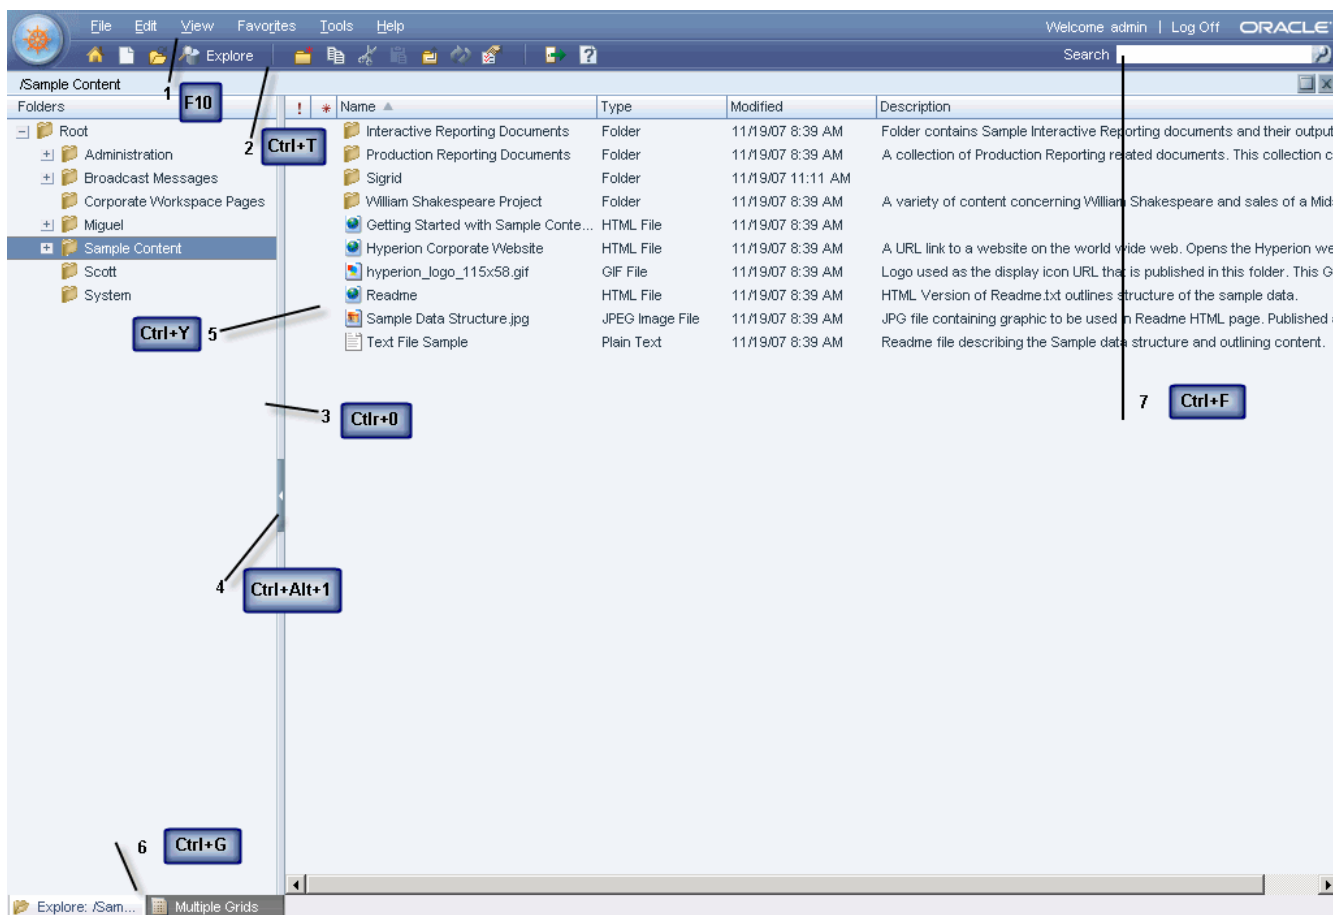 File Edit View Favorites Tools Help Welcome admin | Log Off ORACLE
Explore Search
/Sample Content
Folders ! * Name Type Modified Description
1 F10
2 Ctrl+T
Root
Administration
Broadcast Messages
Corporate Workspace Pages
Miguel
Sample Content
Scott
System
Interactive Reporting Documents Folder 11/19/07 8:39 AM Folder contains Sample Interactive Reporting documents and their output
Production Reporting Documents Folder 11/19/07 8:39 AM A collection of Production Reporting related documents. This collection c
Sigrid Folder 11/19/07 11:11 AM
William Shakespeare Project Folder 11/19/07 8:39 AM A variety of content concerning William Shakespeare and sales of a Mid
Getting Started with Sample Conte... HTML File 11/19/07 8:39 AM
Hyperion Corporate Website HTML File 11/19/07 8:39 AM A URL link to a website on the world wide web. Opens the Hyperion we
hyperion_logo_115x58.gif GIF File 11/19/07 8:39 AM Logo used as the display icon URL that is published in this folder. This G
Readme HTML File 11/19/07 8:39 AM HTML Version of Readme.txt outlines structure of the sample data.
Sample Data Structure.jpg JPEG Image File 11/19/07 8:39 AM JPG file containing graphic to be used in Readme HTML page. Published
Text File Sample Plain Text 11/19/07 8:39 AM Readme file describing the Sample data structure and outlining content.
Ctrl+Y 5
3 Ctlr+0
7 Ctrl+F
4 Ctrl+Alt+1
6 Ctrl+G
Explore: /Sam... Multiple Grids